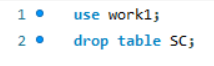 1 use work1;
2 drop table SC;